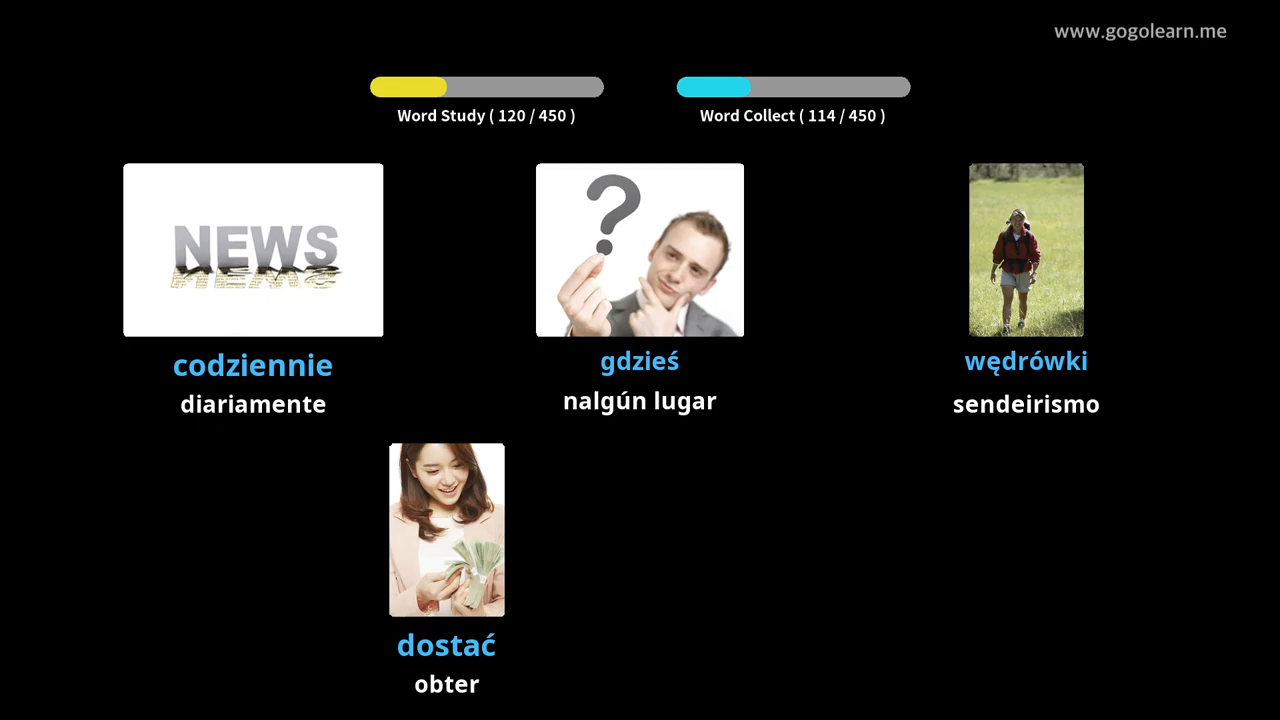 www.gogolearn.me
Word Study ( 120 / 450 )
Word Collect ( 114 / 450 )
NEWS
codziennie
diariamente
gdzieś
nalgún lugar
wędrówki
sendeirismo
dostać
obter